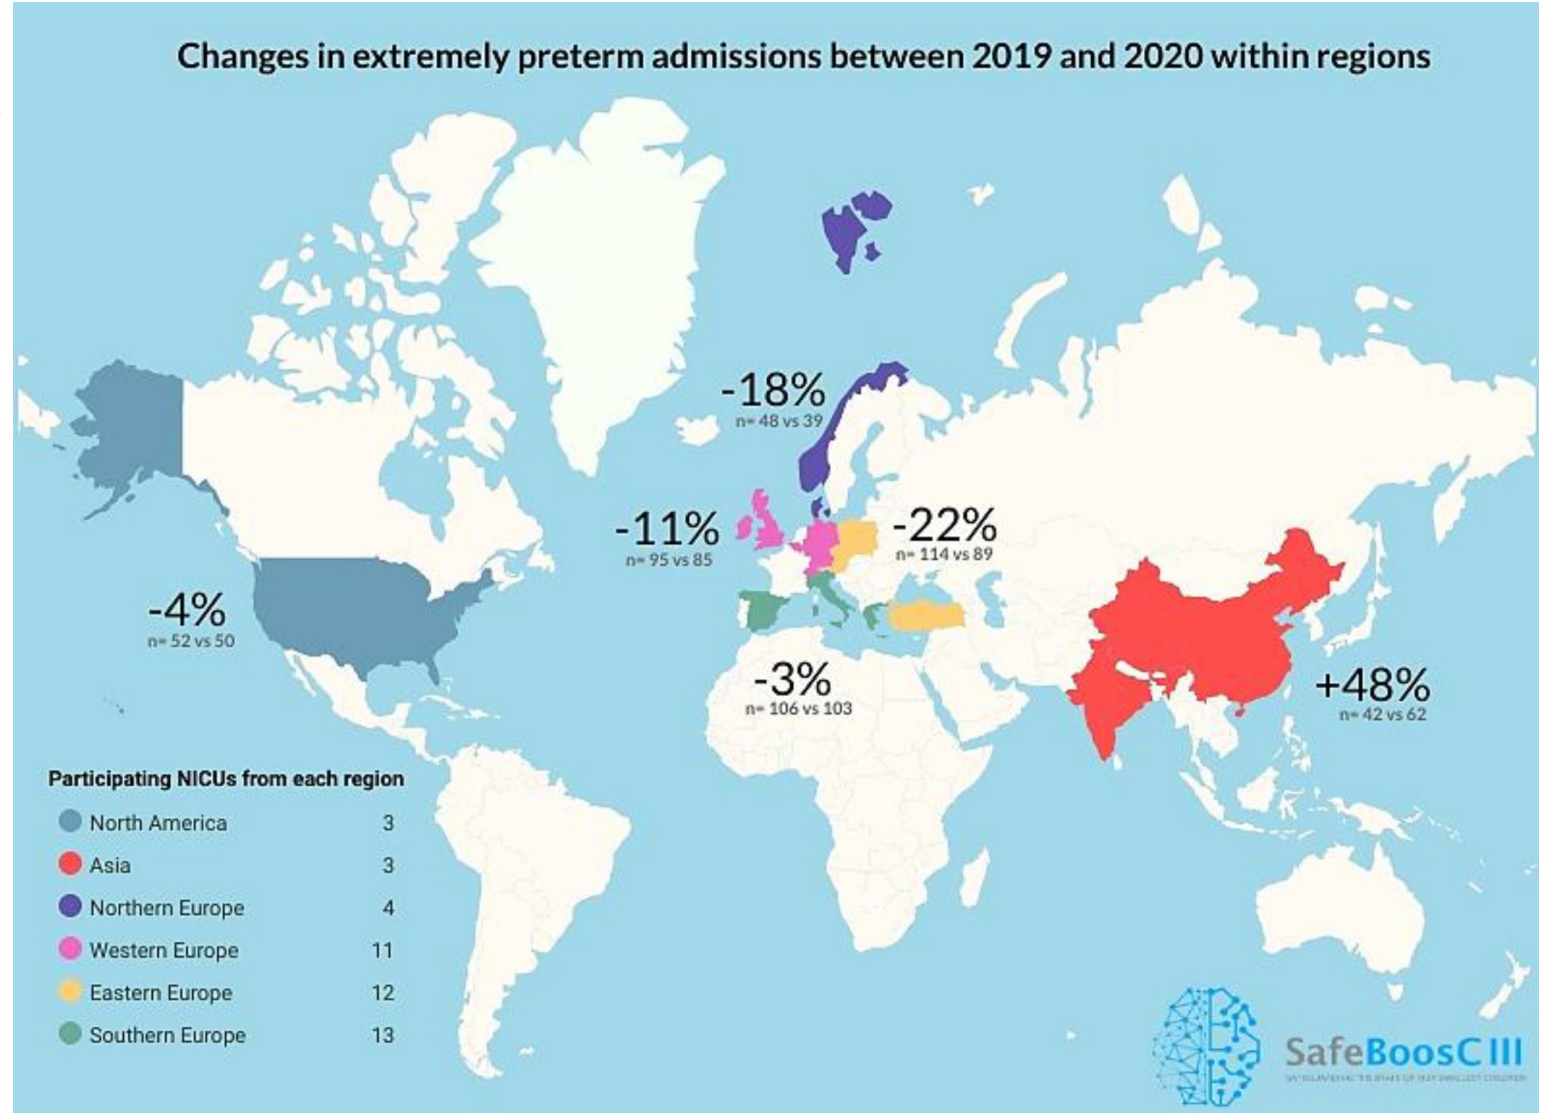 Changes in extremely preterm admissions between 2019 and 2020 within regions
-18%
n= 48 vs 39
-11%
n= 95 vs 85
-22%
n= 114 vs 89
-4%
n= 52 vs 50
-3%
n= 106 vs 103
+48%
n= 42 vs 62
Participating NICUs from each region
North America 3
Asia 3
Northern Europe 4
Western Europe 11
Eastern Europe 12
Southern Europe 13
SafeBoosC III